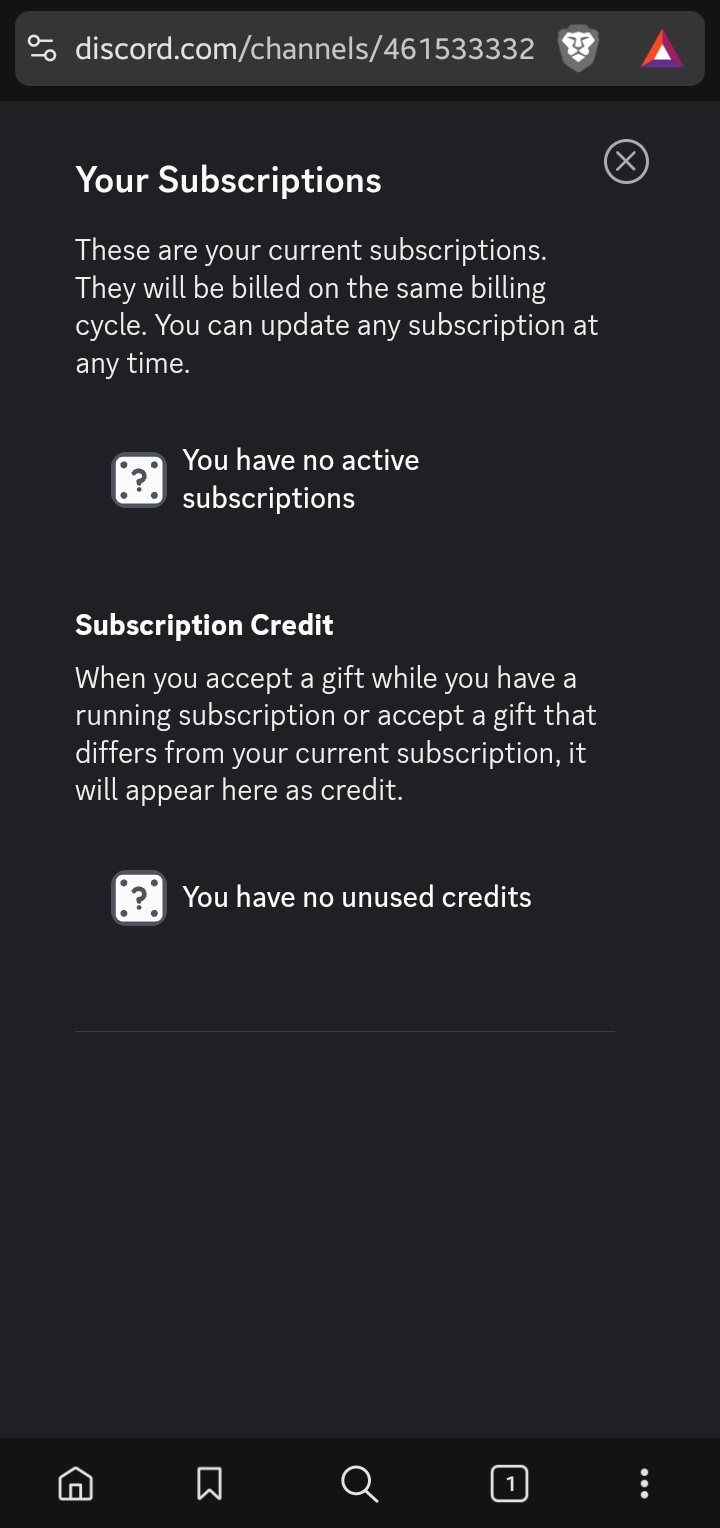 discord.com/channels/461533332
Your Subscriptions
These are your current subscriptions.
They will be billed on the same billing
cycle. You can update any subscription at
any time.
?
You have no active
subscriptions
Subscription Credit
When you accept a gift while you have a
running subscription or accept a gift that
differs from your current subscription, it
will appear here as credit.
?
You have no unused credits
1